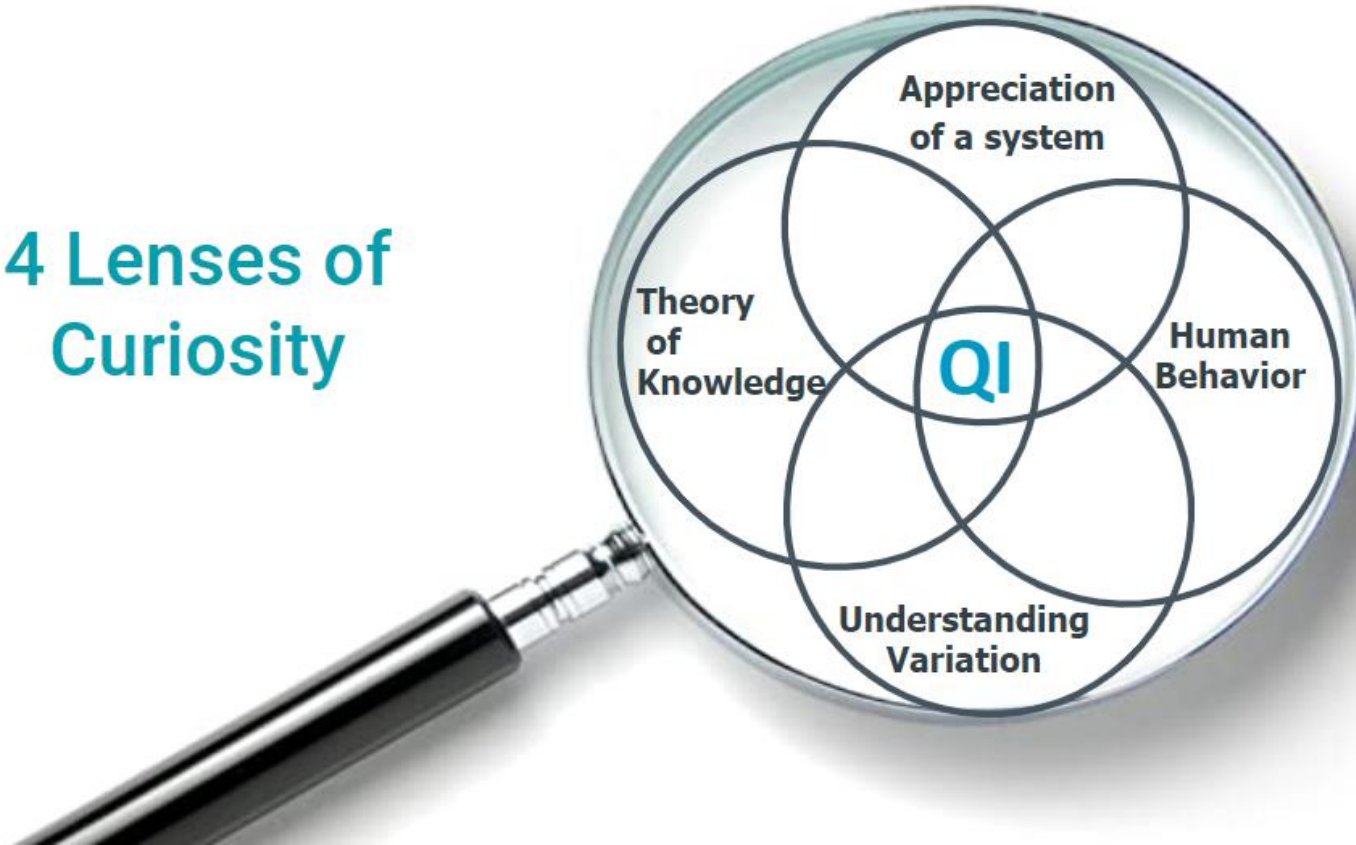 4 Lenses of
Curiosity
Appreciation
of a system
Theory
of
Knowledge
QI
Human
Behavior
Understanding
Variation